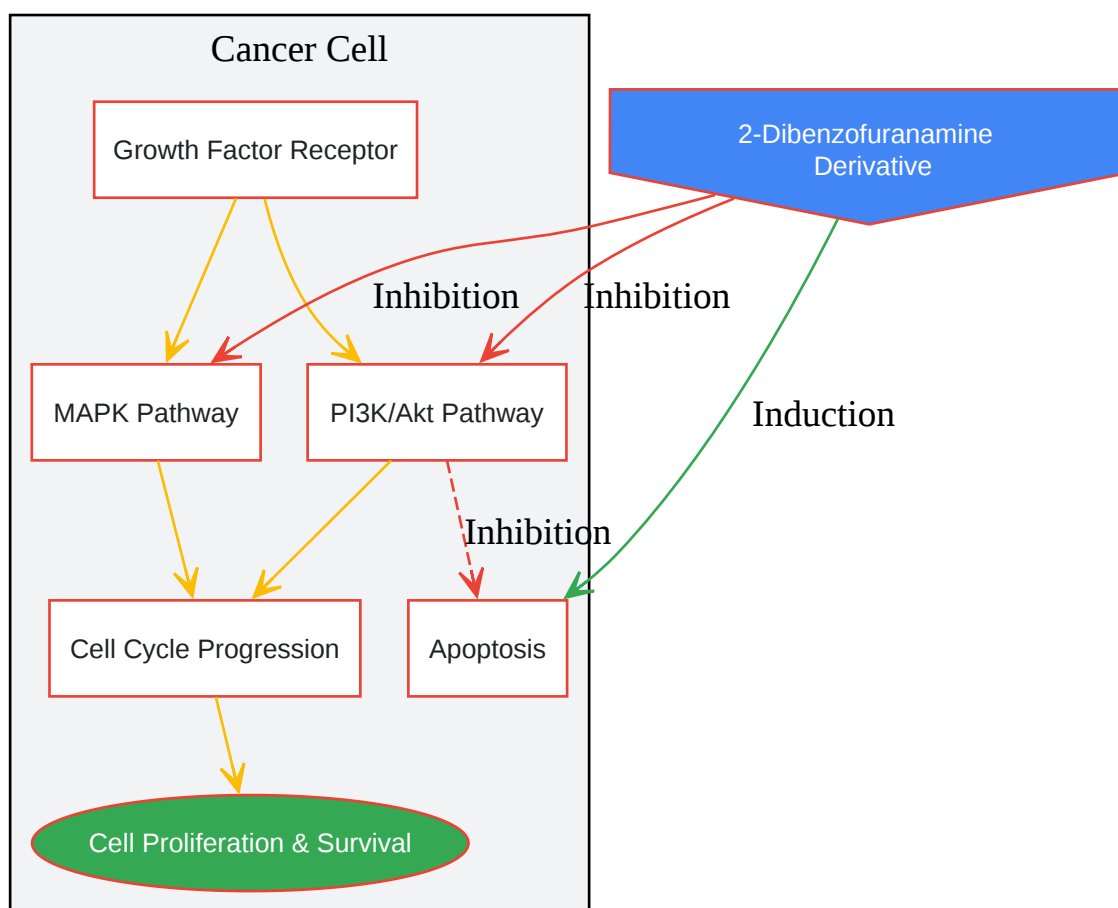 Cancer Cell
Growth Factor Receptor
2-Dibenzofuranamine
Derivative
Inhibition
Inhibition
MAPK Pathway
PI3K/Akt Pathway
Induction
Inhibition
Cell Cycle Progression
Apoptosis
Cell Proliferation & Survival